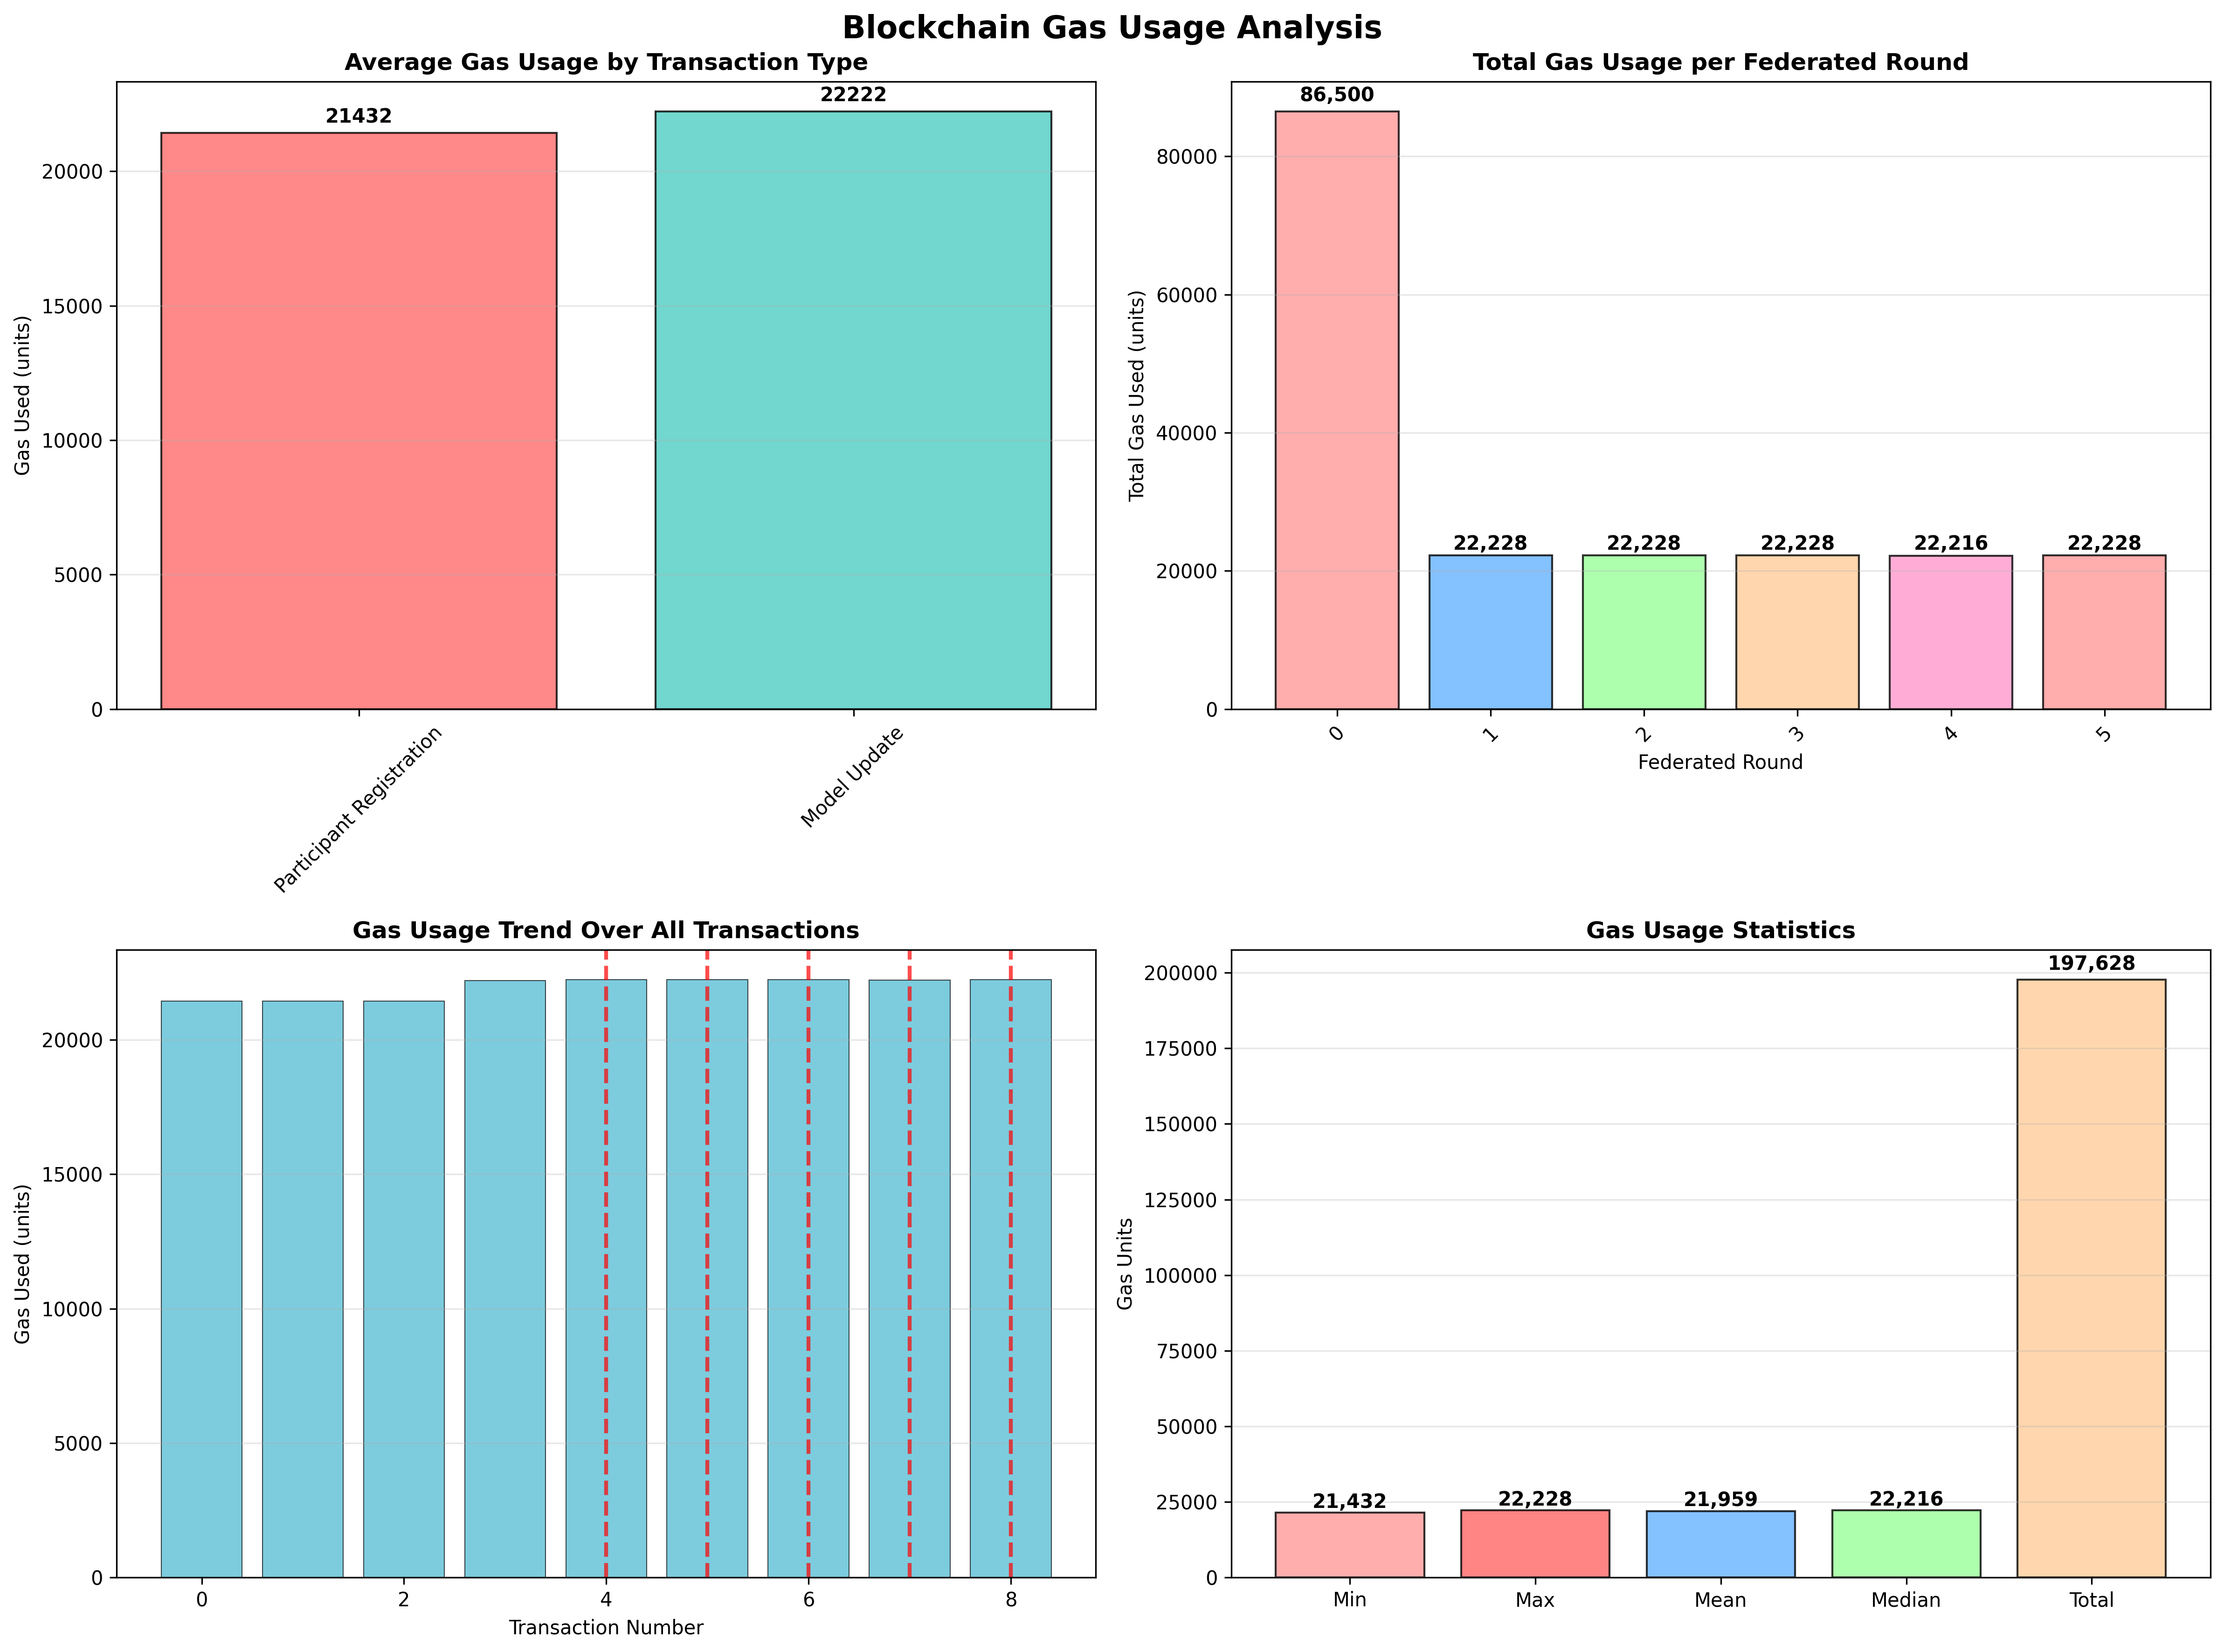 Blockchain Gas Usage Analysis
Average Gas Usage by Transaction Type
Gas Used (units)
20000
15000
10000
5000
0
21432
22222
Participant Registration
Model Update
Total Gas Usage per Federated Round
Total Gas Used (units)
80000
60000
40000
20000
0
86,500
22,228
22,228
22,228
22,216
22,228
0
1
2
3
4
5
Federated Round
Gas Usage Trend Over All Transactions
Gas Used (units)
20000
15000
10000
5000
0
0
2
4
6
8
Transaction Number
Gas Usage Statistics
Gas Units
200000
175000
150000
125000
100000
75000
50000
25000
0
21,432
22,228
21,959
22,216
197,628
Min
Max
Mean
Median
Total